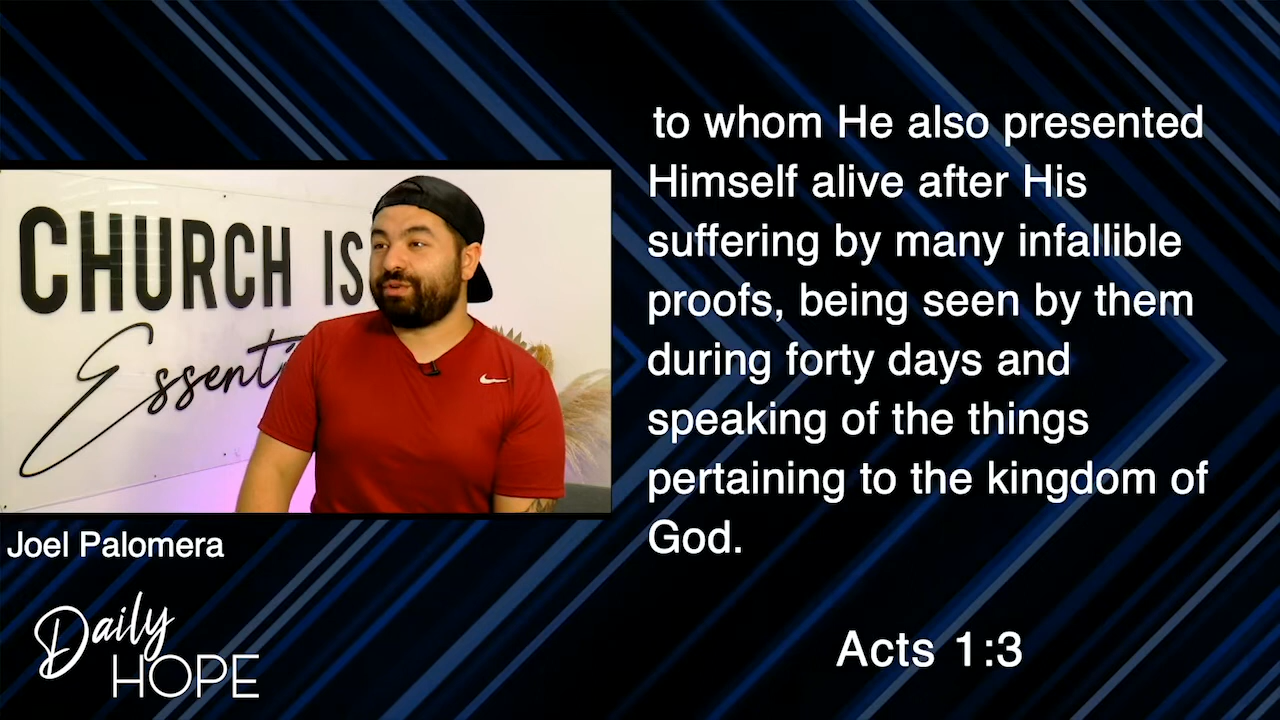 CHURCH IS
Essenti
Joel Palomera
Daily
HOPE
to whom He also presented
Himself alive after His
suffering by many infallible
proofs, being seen by them
during forty days and
speaking of the things
pertaining to the kingdom of
God.
Acts 1:3